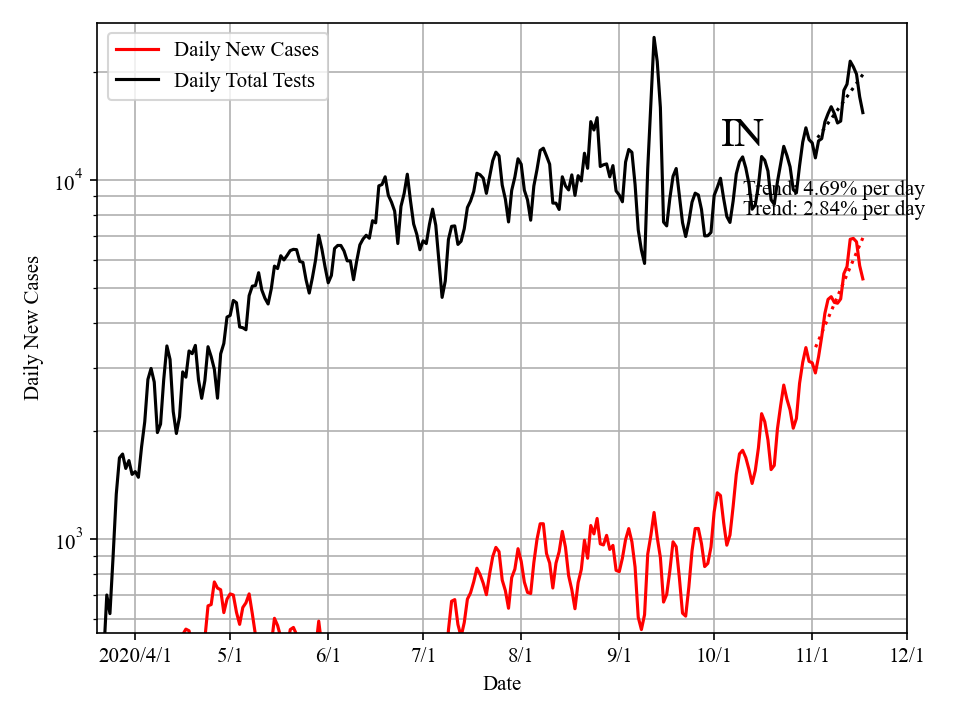 Daily New Cases
Daily Total Tests
IN
Trend: 4.69% per day
Trend: 2.84% per day
Daily New Cases
10^4
10^3
2020/4/1 5/1 6/1 7/1 8/1 9/1 10/1 11/1 12/1
Date